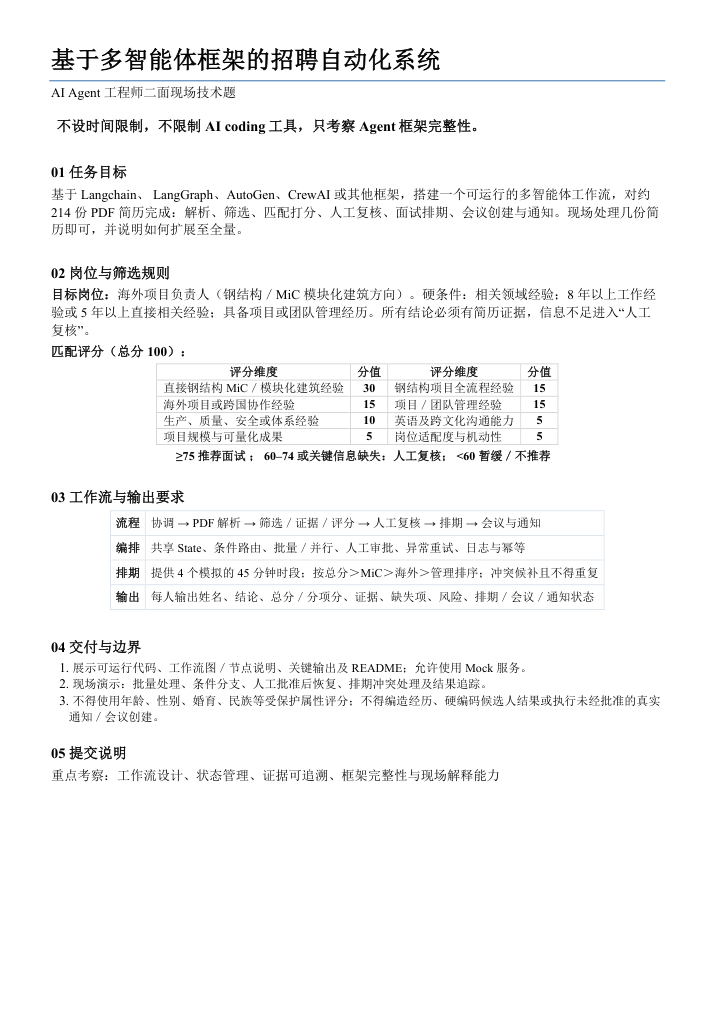 基于多智能体框架的招聘自动化系统
AI Agent 工程师二面现场技术题
不设时间限制，不限制 AI coding 工具，只考察 Agent 框架完整性。
01 任务目标
基于 Langchain、 LangGraph、AutoGen、CrewAI 或其他框架，搭建一个可运行的多智能体工作流，对约
214 份 PDF 简历完成：解析、筛选、匹配打分、人工复核、面试排期、会议创建与通知。现场处理几份简
历即可，并说明如何扩展至全量。
02 岗位与筛选规则
目标岗位：海外项目负责人（钢结构 / MiC 模块化建筑方向）。硬条件：相关领域经验；8 年以上工作经
验或 5 年以上直接相关经验；具备项目或团队管理经历。所有结论必须有简历证据，信息不足进入“人工
复核”。
匹配评分（总分 100）：
评分维度 分值 评分维度 分值
直接钢结构 MiC / 模块化建筑经验 30 钢结构项目全流程经验 15
海外项目或跨国协作经验 15 项目 / 团队管理经验 15
生产、质量、安全或体系经验 10 英语及跨文化沟通能力 5
项目规模与可量化成果 5 岗位适配度与机动性 5
≥75 推荐面试 ； 60–74 或关键信息缺失：人工复核； <60 暂缓 / 不推荐
03 工作流与输出要求
流程 协调 → PDF 解析 → 筛选 / 证据 / 评分 → 人工复核 → 排期 → 会议与通知
编排 共享 State、条件路由、批量 / 并行、人工审批、异常重试、日志与幂等
排期 提供 4 个模拟的 45 分钟时段：按总分＞MiC＞海外＞管理排序；冲突候补且不得重复
输出 每人输出姓名、结论、总分 / 分项分、证据、缺失项、风险、排期 / 会议 / 通知状态
04 交付与边界
1. 展示可运行代码、工作流图 / 节点说明、关键输出及 README；允许使用 Mock 服务。
2. 现场演示：批量处理、条件分支、人工批准后恢复、排期冲突处理及结果追踪。
3. 不得使用年龄、性别、婚育、民族等受保护属性评分；不得编造经历、硬编码候选人结果或执行未经批准的真实
通知 / 会议创建。
05 提交说明
重点考察：工作流设计、状态管理、证据可追溯、框架完整性与现场解释能力